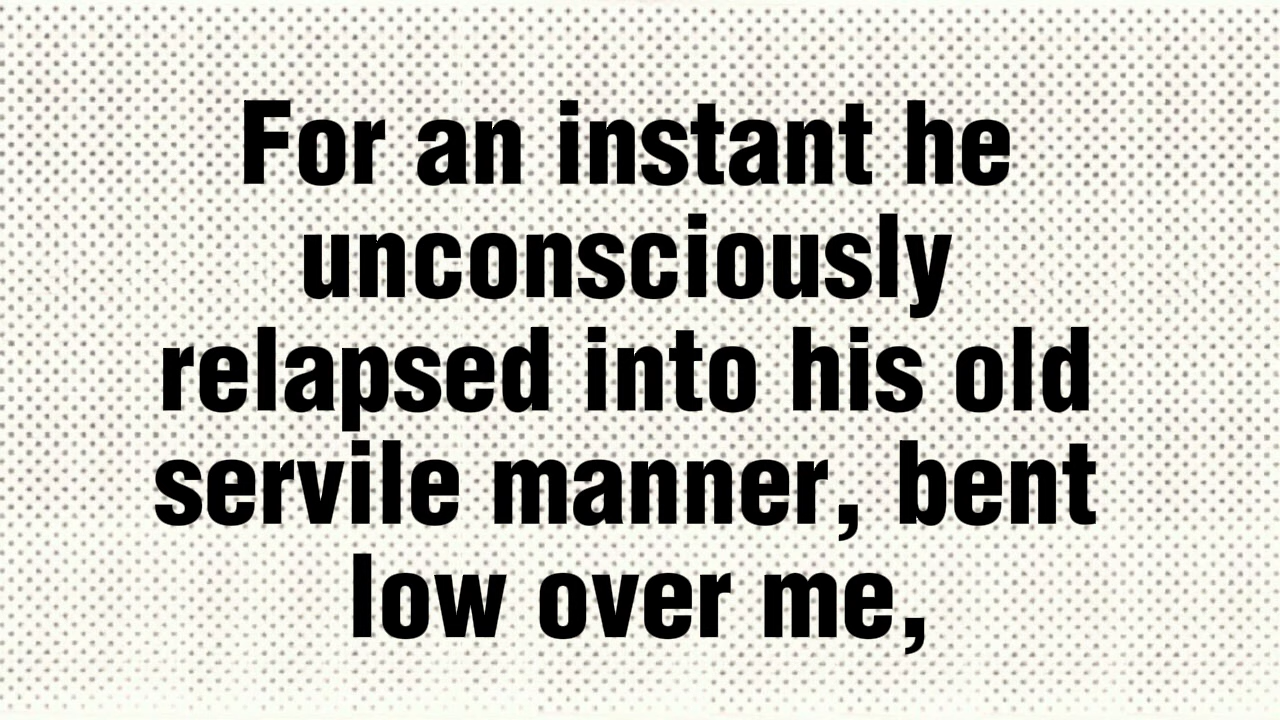 For an instant he
unconsciously
relapsed into his old
servile manner, bent
low over me,